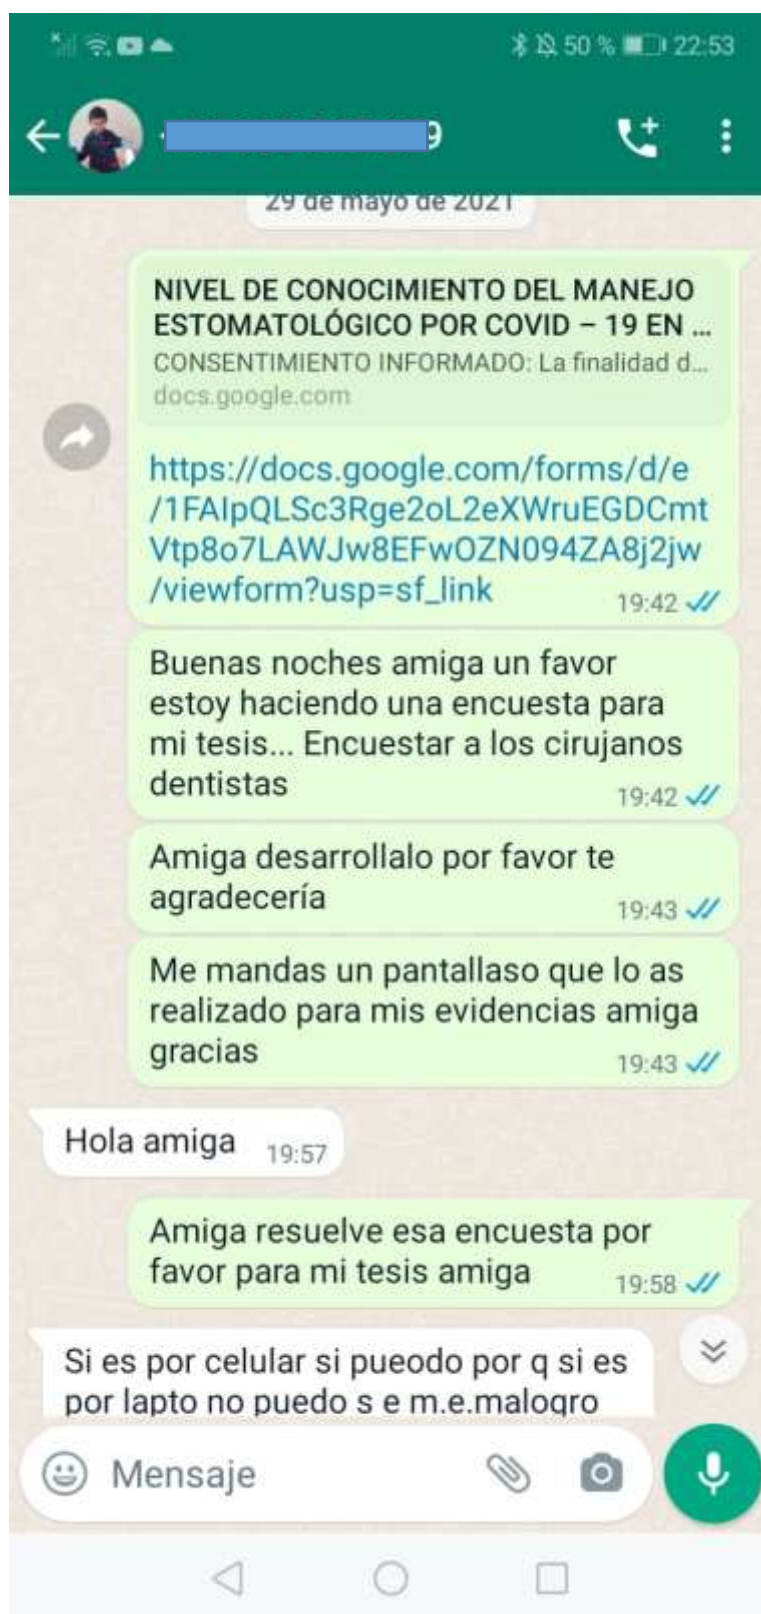 50 % 22:53
9
29 de mayo de 2021
NIVEL DE CONOCIMIENTO DEL MANEJO
ESTOMATOLÓGICO POR COVID – 19 EN ...
CONSENTIMIENTO INFORMADO: La finalidad d...
docs.google.com
https://docs.google.com/forms/d/e
/1FAIpQLSc3Rge2oL2eXWruEGDCmt
Vtp8o7LAWJw8EFwOZN094ZA8j2jw
/viewform?usp=sf_link
19:42
Buenas noches amiga un favor
estoy haciendo una encuesta para
mi tesis... Encuestar a los cirujanos
dentistas
19:42
Amiga desarrollalo por favor te
agradecería
19:43
Me mandas un pantallaso que lo as
realizado para mis evidencias amiga
gracias
19:43
Hola amiga 19:57
Amiga resuelve esa encuesta por
favor para mi tesis amiga
19:58
Si es por celular si pueodo por q si es
por lapto no puedo s e m.e.malogro
Mensaje